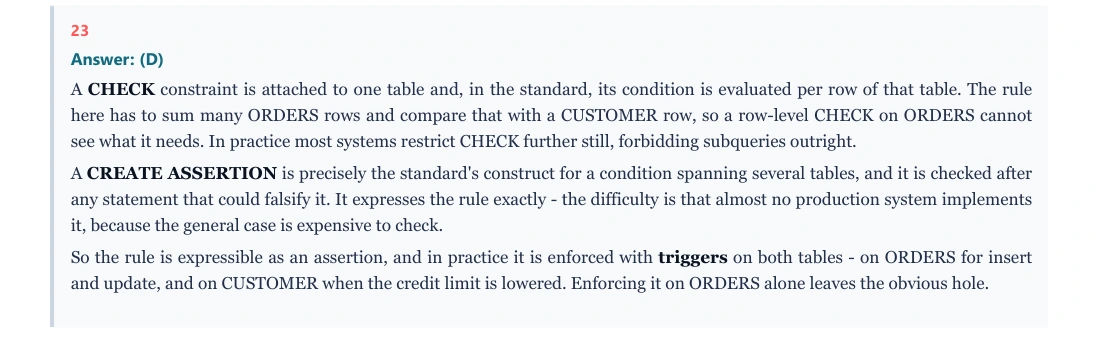 23
Answer: (D)
A CHECK constraint is attached to one table and, in the standard, its condition is evaluated per row of that table. The rule
here has to sum many ORDERS rows and compare that with a CUSTOMER row, so a row-level CHECK on ORDERS cannot
see what it needs. In practice most systems restrict CHECK further still, forbidding subqueries outright.
A CREATE ASSERTION is precisely the standard's construct for a condition spanning several tables, and it is checked after
any statement that could falsify it. It expresses the rule exactly - the difficulty is that almost no production system implements
it, because the general case is expensive to check.
So the rule is expressible as an assertion, and in practice it is enforced with triggers on both tables - on ORDERS for insert
and update, and on CUSTOMER when the credit limit is lowered. Enforcing it on ORDERS alone leaves the obvious hole.